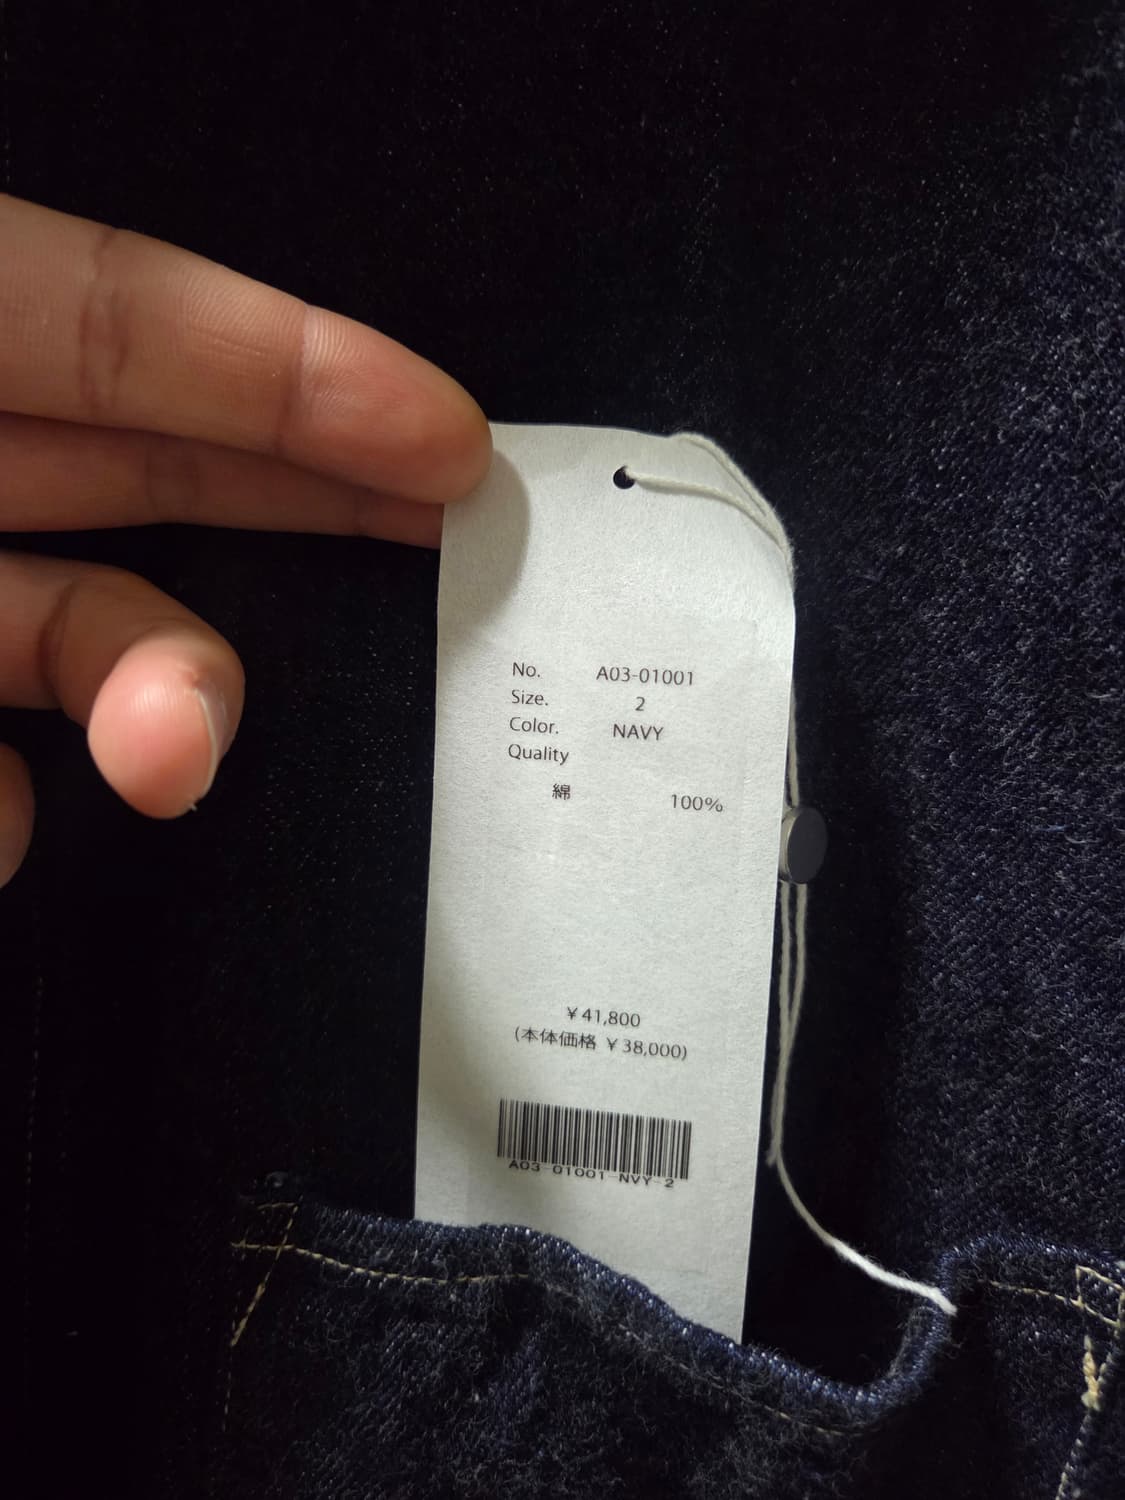 No. A03-01001
Size. 2
Color. NAVY
Quality
綿 100%
￥41,800
(本体価格 ￥38,000)
A03-01001-NVY-2